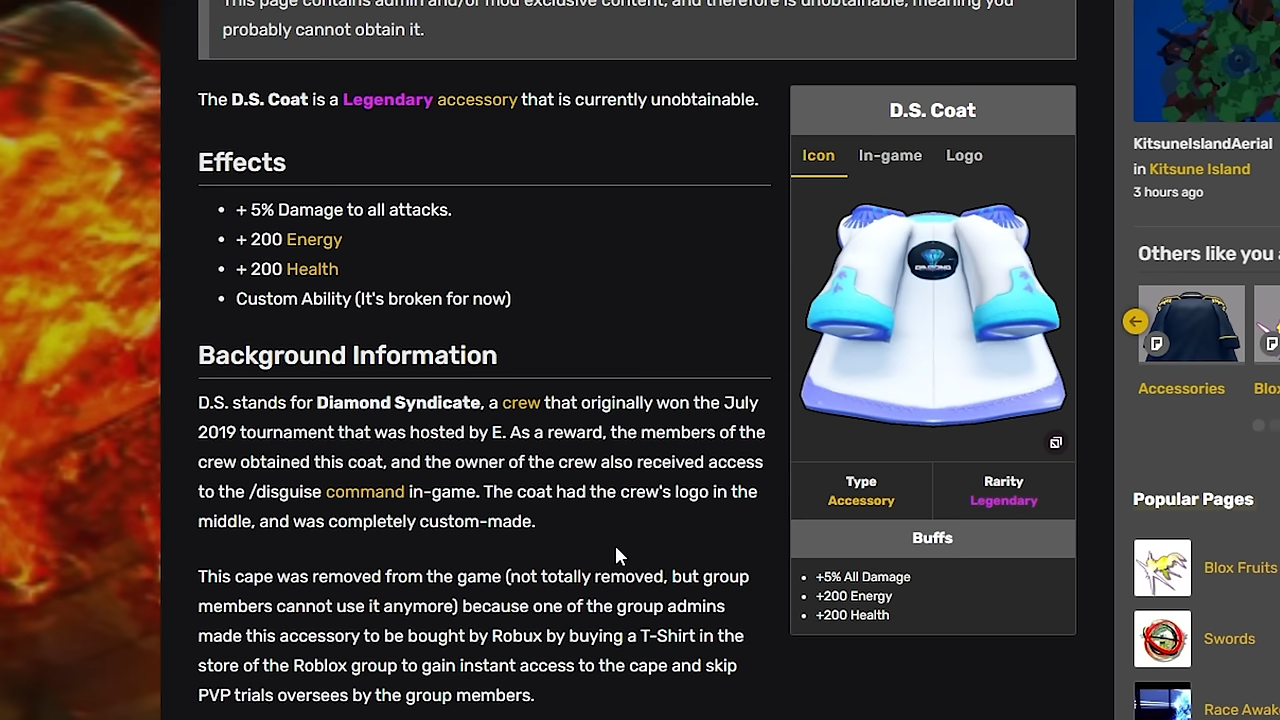 This page contains admin and/or mod exclusive content, and therefore is unobtainable, meaning you
probably cannot obtain it.
The D.S. Coat is a Legendary accessory that is currently unobtainable.
Effects
+ 5% Damage to all attacks.
+ 200 Energy
+ 200 Health
Custom Ability (It's broken for now)
Background Information
D.S. stands for Diamond Syndicate, a crew that originally won the July
2019 tournament that was hosted by E. As a reward, the members of the
crew obtained this coat, and the owner of the crew also received access
to the /disguise command in-game. The coat had the crew's logo in the
middle, and was completely custom-made.
This cape was removed from the game (not totally removed, but group
members cannot use it anymore) because one of the group admins
made this accessory to be bought by Robux by buying a T-Shirt in the
store of the Roblox group to gain instant access to the cape and skip
PVP trials oversees by the group members.
D.S. Coat
Icon In-game Logo
Type Rarity
Accessory Legendary
Buffs
+5% All Damage
+200 Energy
+200 Health
KitsuneIslandAerial
in Kitsune Island
3 hours ago
Others like you
Accessories Blox
Popular Pages
Blox Fruits
Swords
Race Awak